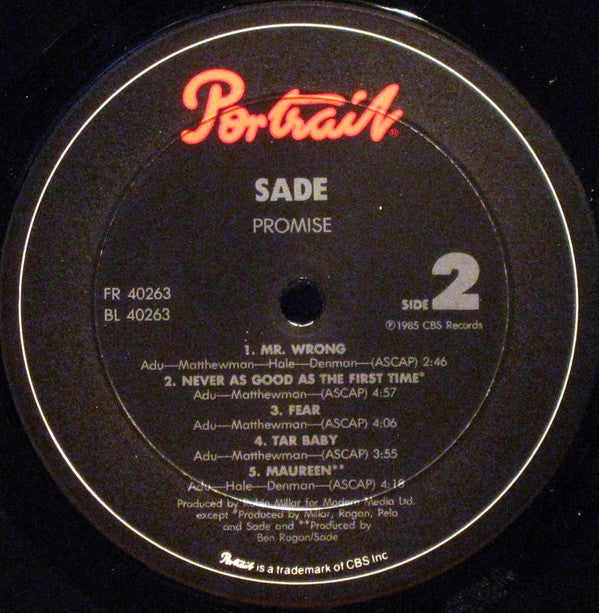 Portrait®
SADE
PROMISE
FR 40263
BL 40263
SIDE 2
℗1985 CBS Records
1. MR. WRONG
Adu—Matthewman—Hale—Denman—(ASCAP) 2:46
2. NEVER AS GOOD AS THE FIRST TIME*
Adu—Matthewman—(ASCAP) 4:57
3. FEAR
Adu—Matthewman—(ASCAP) 4:06
4. TAR BABY
Adu—Matthewman—(ASCAP) 3:55
5. MAUREEN**
Adu—Hale—Denman—(ASCAP) 4:18
Produced by Robin Millar for Modern Media Ltd.
except *Produced by Millar, Rogan, Pela
and Sade and **Produced by
Ben Rogan/Sade
Portrait is a trademark of CBS Inc